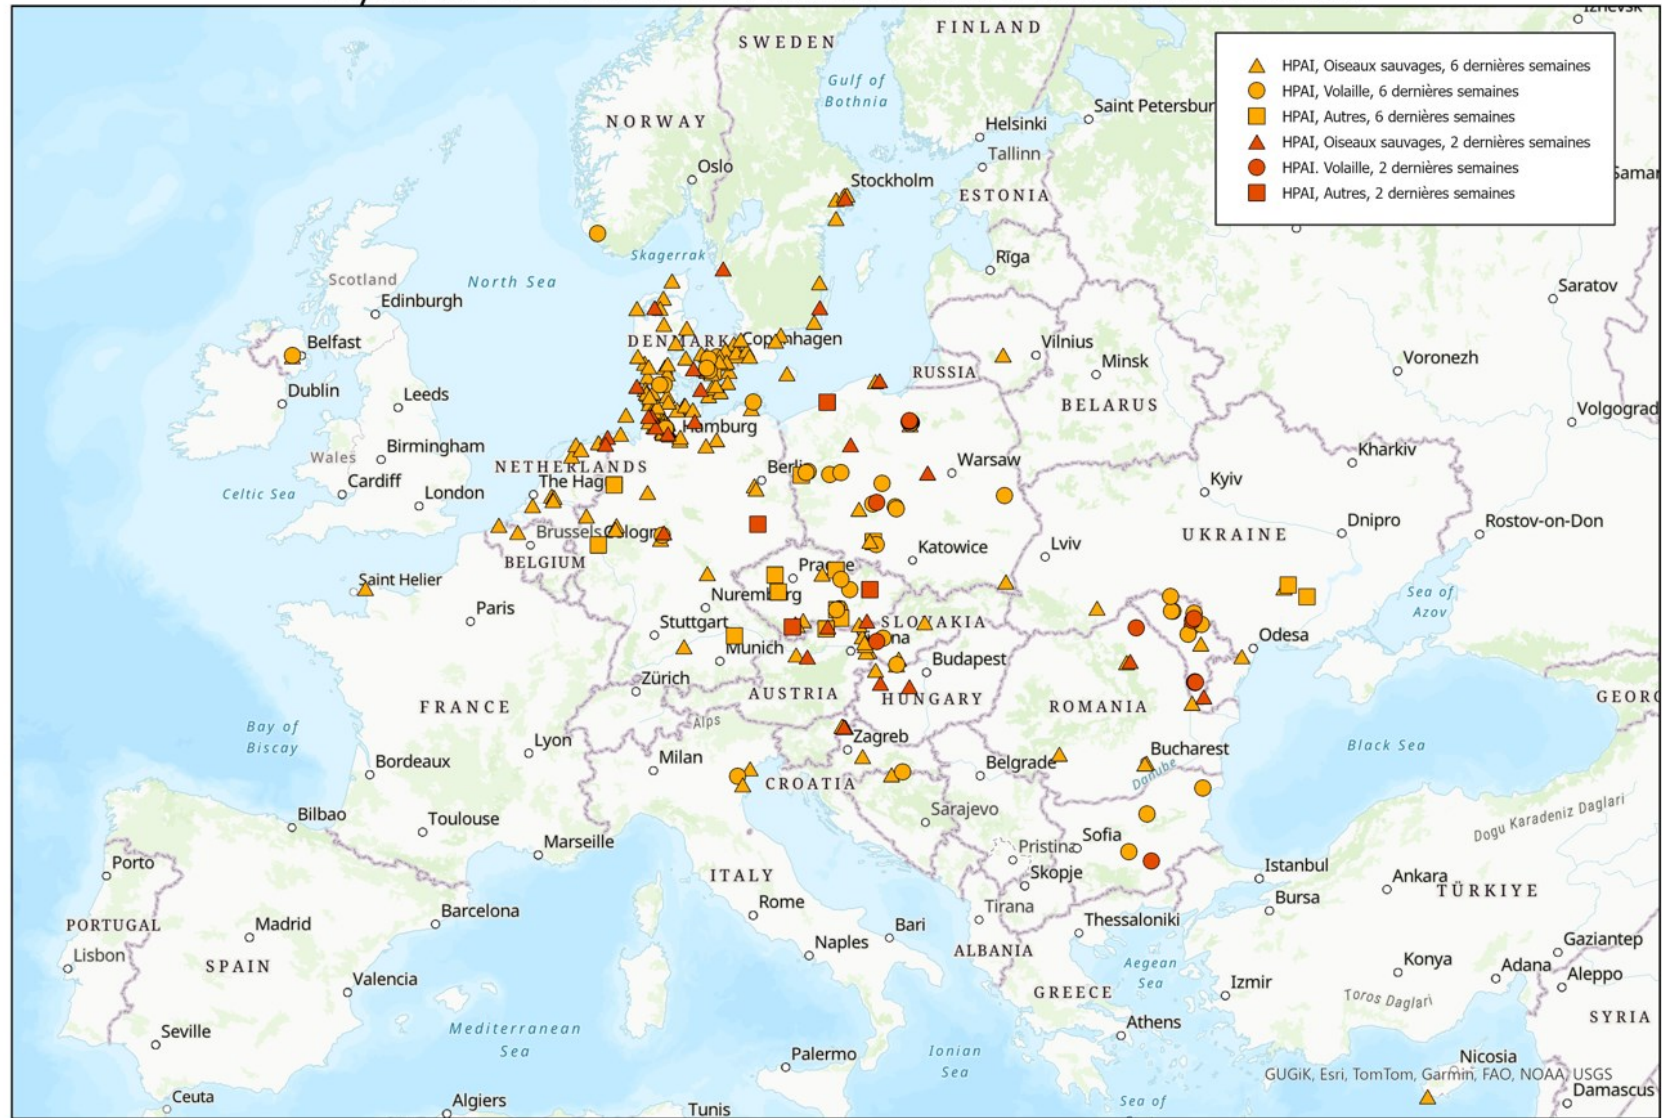 Izhevsk
SWEDEN
FINLAND
HPAI, Oiseaux sauvages, 6 dernières semaines
HPAI, Volaille, 6 dernières semaines
HPAI, Autres, 6 dernières semaines
HPAI, Oiseaux sauvages, 2 dernières semaines
HPAI. Volaille, 2 dernières semaines
HPAI, Autres, 2 dernières semaines
Gulf of
Bothnia
Saint Petersbur
NORWAY
Helsinki
Tallinn
Oslo
Stockholm
Samar
ESTONIA
Skagerrak
Rīga
Scotland
North Sea
Saratov
Edinburgh
Belfast
DENMARK
Copenhagen
Vilnius
Minsk
Voronezh
RUSSIA
Dublin
Leeds
BELARUS
Volgograd
Hamburg
Birmingham
Kharkiv
Wales
NETHERLANDS
Berlin
Warsaw
Cardiff
The Hag
Kyiv
Celtic Sea
London
Dnipro
Rostov-on-Don
Brussels
Cologn
UKRAINE
Katowice
Lviv
BELGIUM
Prague
Saint Helier
Nuremberg
Sea of
Azov
Paris
Stuttgart
SLOVAKIA
Odesa
Munich
na
Budapest
Zürich
AUSTRIA
HUNGARY
GEORG
FRANCE
ROMANIA
Alps
Bay of
Biscay
Zagreb
Black Sea
Lyon
Bucharest
Milan
Belgrade
Bordeaux
Danube
CROATIA
Sarajevo
Bilbao
Toulouse
Dogu Karadeniz Daglari
Sofia
Marseille
Pristina
Porto
Skopje
Istanbul
ITALY
Ankara
TÜRKIYE
Rome
Bursa
Barcelona
Tirana
PORTUGAL
Madrid
Bari
Thessaloniki
Naples
Gaziantep
Lisbon
ALBANIA
SPAIN
Aegean
Sea
Konya
Adana
Aleppo
Valencia
Izmir
GREECE
Toros Daglari
Seville
Mediterranean
Sea
Athens
SYRIA
Palermo
Ionian
Sea
Nicosia
GUGiK, Esri, TomTom, Garmin, FAO, NOAA, USGS
Damascus
Ceuta
Algiers
Tunis
Sea of